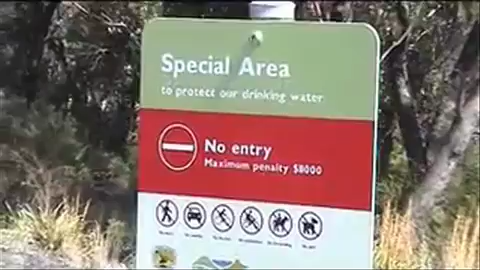 Special Area
to protect our drinking water
No entry
Maximum penalty $8000